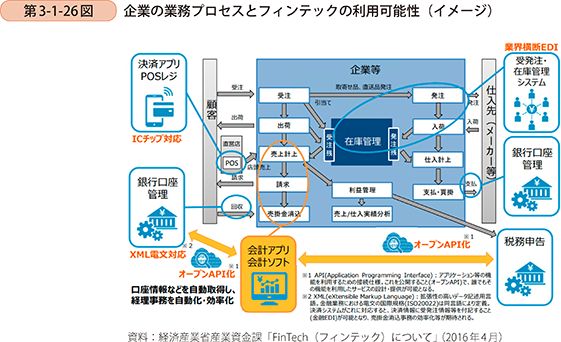 第3-1-26図 企業の業務プロセスとフィンテックの利用可能性（イメージ）
決済アプリ
POSレジ
ICチップ対応
銀行口座
管理
XML電文対応
※2
顧客
受注
出荷
直営店
POS
店頭売上
請求
回収
企業等
受注
取寄せ品、直送品発注
発注
引当て
出荷
受注残
在庫管理
発注残
入荷
売上計上
仕入計上
請求
利益管理
支払・買掛
売掛金消込
売上/仕入実績分析
発注
入荷
支払
仕入先（メーカー等）
業界横断EDI
受発注・
在庫管理
システム
銀行口座
管理
税務申告
オープンAPI化
※1
会計アプリ
会計ソフト
オープンAPI化
※1
口座情報などを自動取得し、
経理事務を自動化・効率化
※1 API(Application Programming Interface)：アプリケーション等の機
能を利用するための接続仕様。これを公開すること(オープンAPI)で、誰でもそ
の機能を利用したサービスの設計・提供が可能となる。
※2 XML(eXtensible Markup Language)：拡張性の高いデータ記述用言
語。金融業務における電文の国際規格(ISO20022)は同言語により定義。
決済システムがこれに対応すると、決済情報に受発注情報等を付記すること
(金融EDI)が可能となり、売掛金消込事務の効率化等が期待される。
資料：経済産業省産業資金課「FinTech（フィンテック）について」（2016年4月）